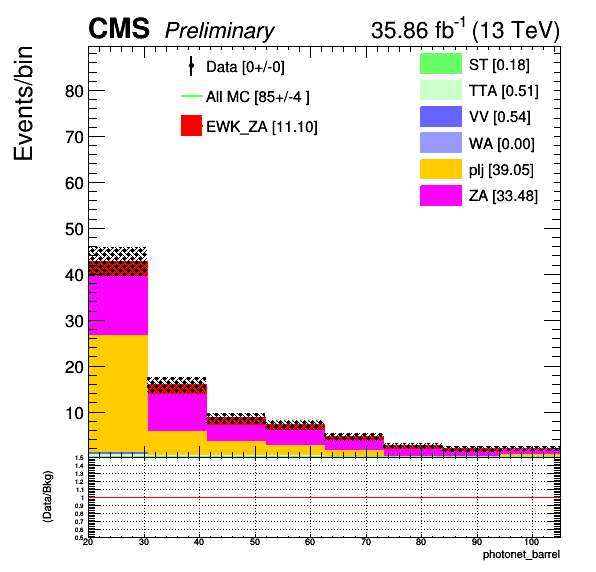 CMS Preliminary 35.86 fb-1 (13 TeV)
Events/bin
Data [0+/-0]
All MC [85+/-4 ]
EWK_ZA [11.10]
ST [0.18]
TTA [0.51]
VV [0.54]
WA [0.00]
plj [39.05]
ZA [33.48]
80
70
60
50
40
30
20
10
(Data/Bkg)
1.5
1.4
1.3
1.2
1.1
1
0.9
0.8
0.7
0.6
0.5
20 30 40 50 60 70 80 90 100
photonet_barrel